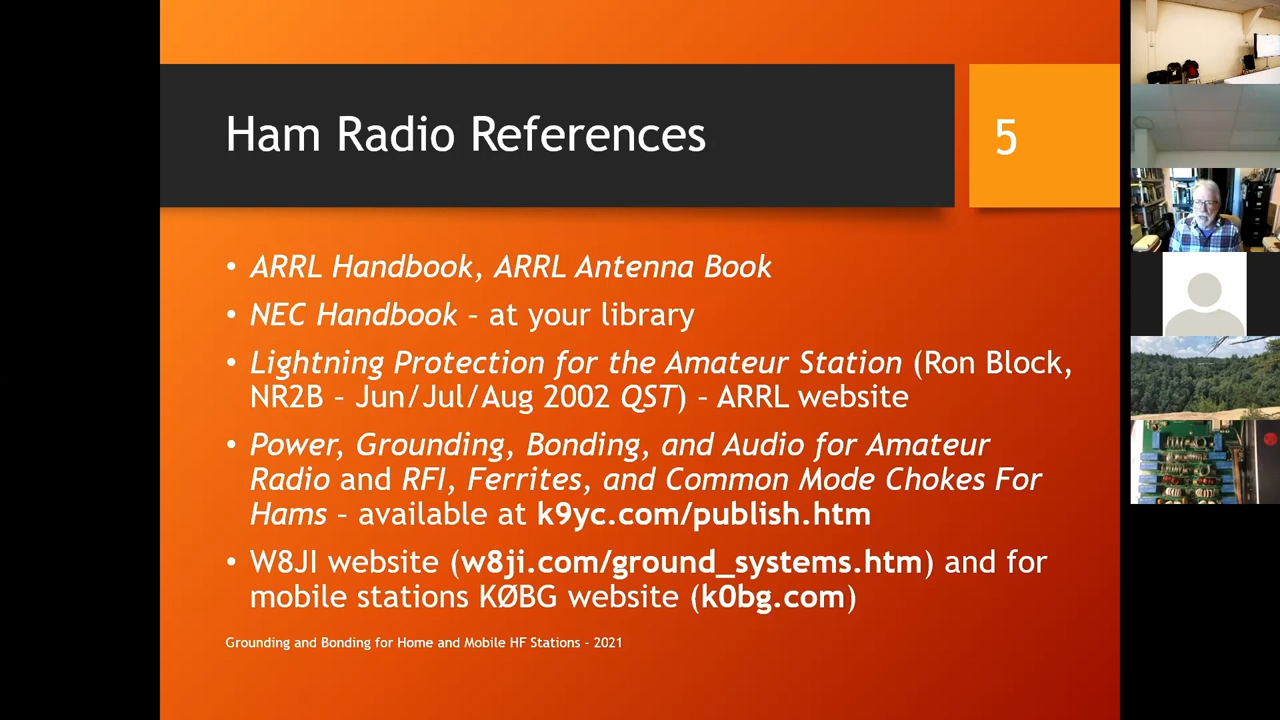 Ham Radio References
5
• ARRL Handbook, ARRL Antenna Book
• NEC Handbook – at your library
• Lightning Protection for the Amateur Station (Ron Block,
NR2B – Jun/Jul/Aug 2002 QST) – ARRL website
• Power, Grounding, Bonding, and Audio for Amateur
Radio and RFI, Ferrites, and Common Mode Chokes For
Hams – available at k9yc.com/publish.htm
• W8JI website (w8ji.com/ground_systems.htm) and for
mobile stations KØBG website (k0bg.com)
Grounding and Bonding for Home and Mobile HF Stations - 2021